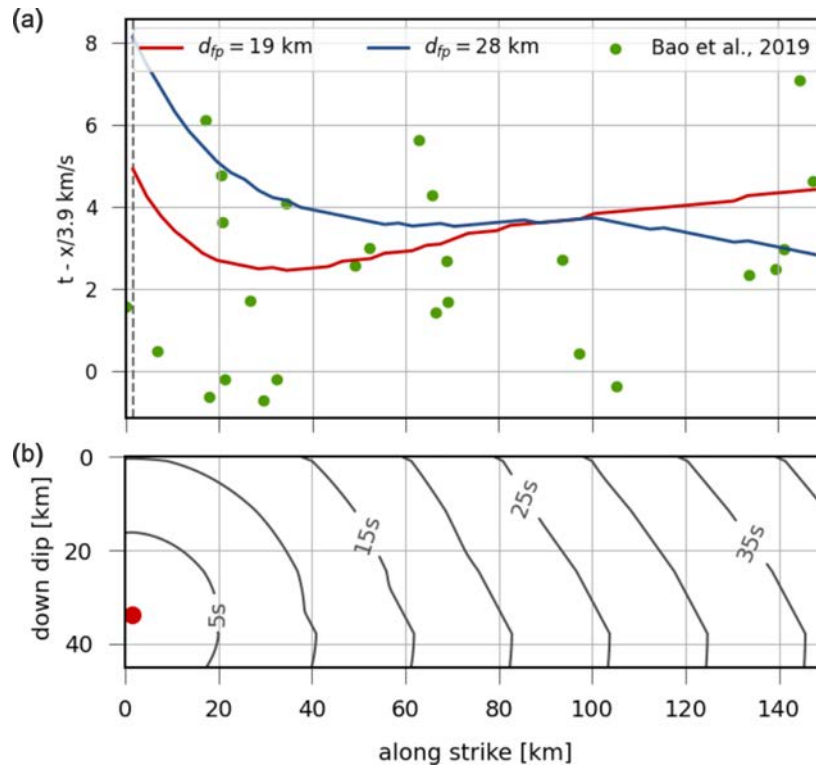 (a)
d_fp = 19 km d_fp = 28 km Bao et al., 2019
8
6
4
2
0
t - x/3.9 km/s
(b)
0
20
40
down dip [km]
5s
15s
25s
35s
0 20 40 60 80 100 120 140
along strike [km]